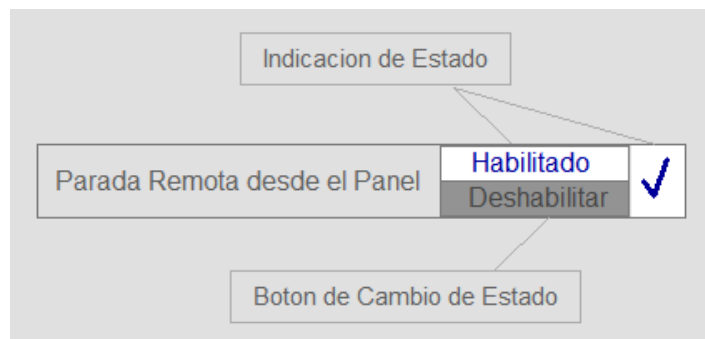 Indicacion de Estado
Parada Remota desde el Panel
Habilitado
Deshabilitar
Boton de Cambio de Estado